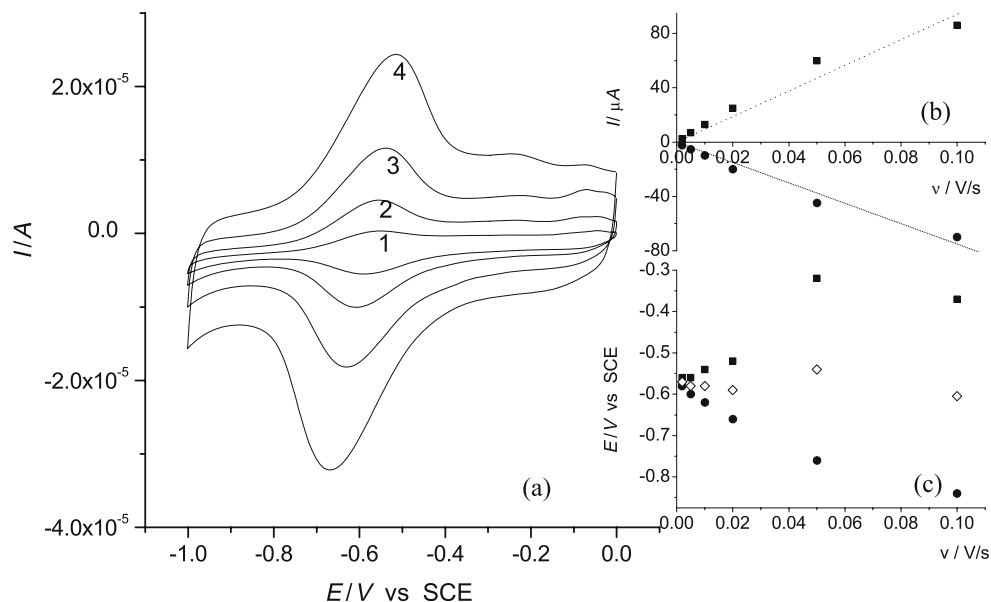 2.0x10⁻⁵
0.0
-2.0x10⁻⁵
-4.0x10⁻⁵
I/A
4
3
2
1
(a)
-1.0 -0.8 -0.6 -0.4 -0.2 0.0
E/V vs SCE
80
40
0
-40
-80
I/ μA
(b)
0.00 0.02 0.04 0.06 0.08 0.10
ν / V/s
-0.3
-0.4
-0.5
-0.6
-0.7
-0.8
E/V vs SCE
(c)
0.00 0.02 0.04 0.06 0.08 0.10
v / V/s